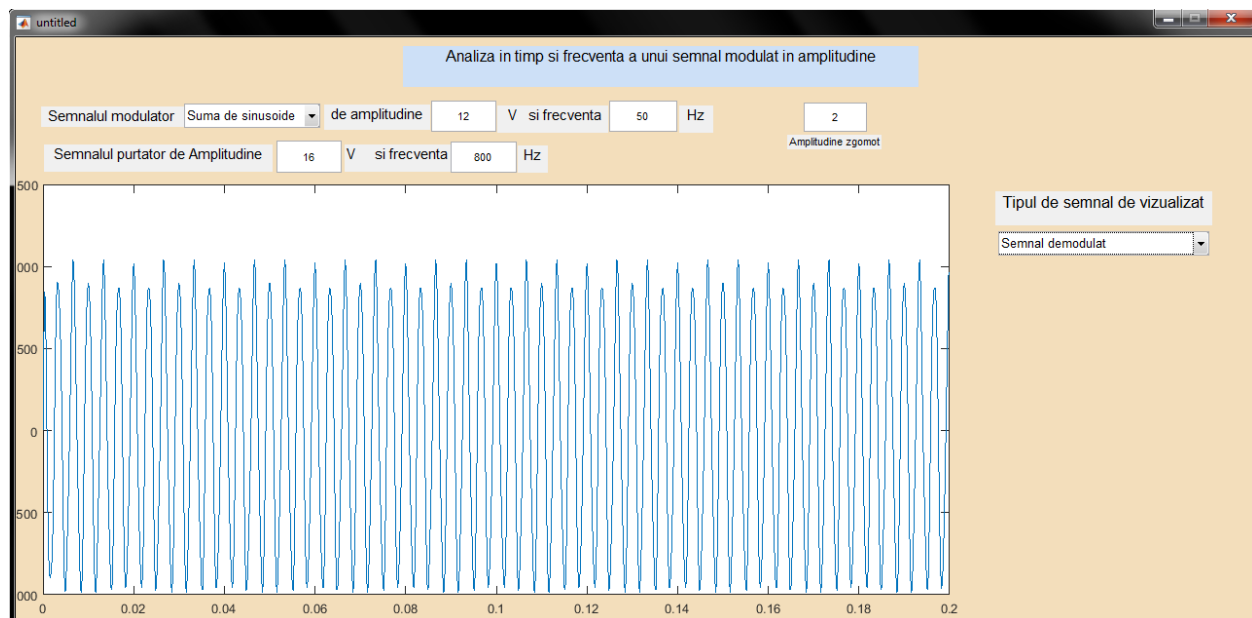 untitled
Analiza in timp si frecventa a unui semnal modulat in amplitudine
Semnalul modulator Suma de sinusoide de amplitudine 12 V si frecventa 50 Hz 2
Amplitudine zgomot
Semnalul purtator de Amplitudine 16 V si frecventa 800 Hz
Tipul de semnal de vizualizat
Semnal demodulat
500
000
500
0
500
000
0 0.02 0.04 0.06 0.08 0.1 0.12 0.14 0.16 0.18 0.2